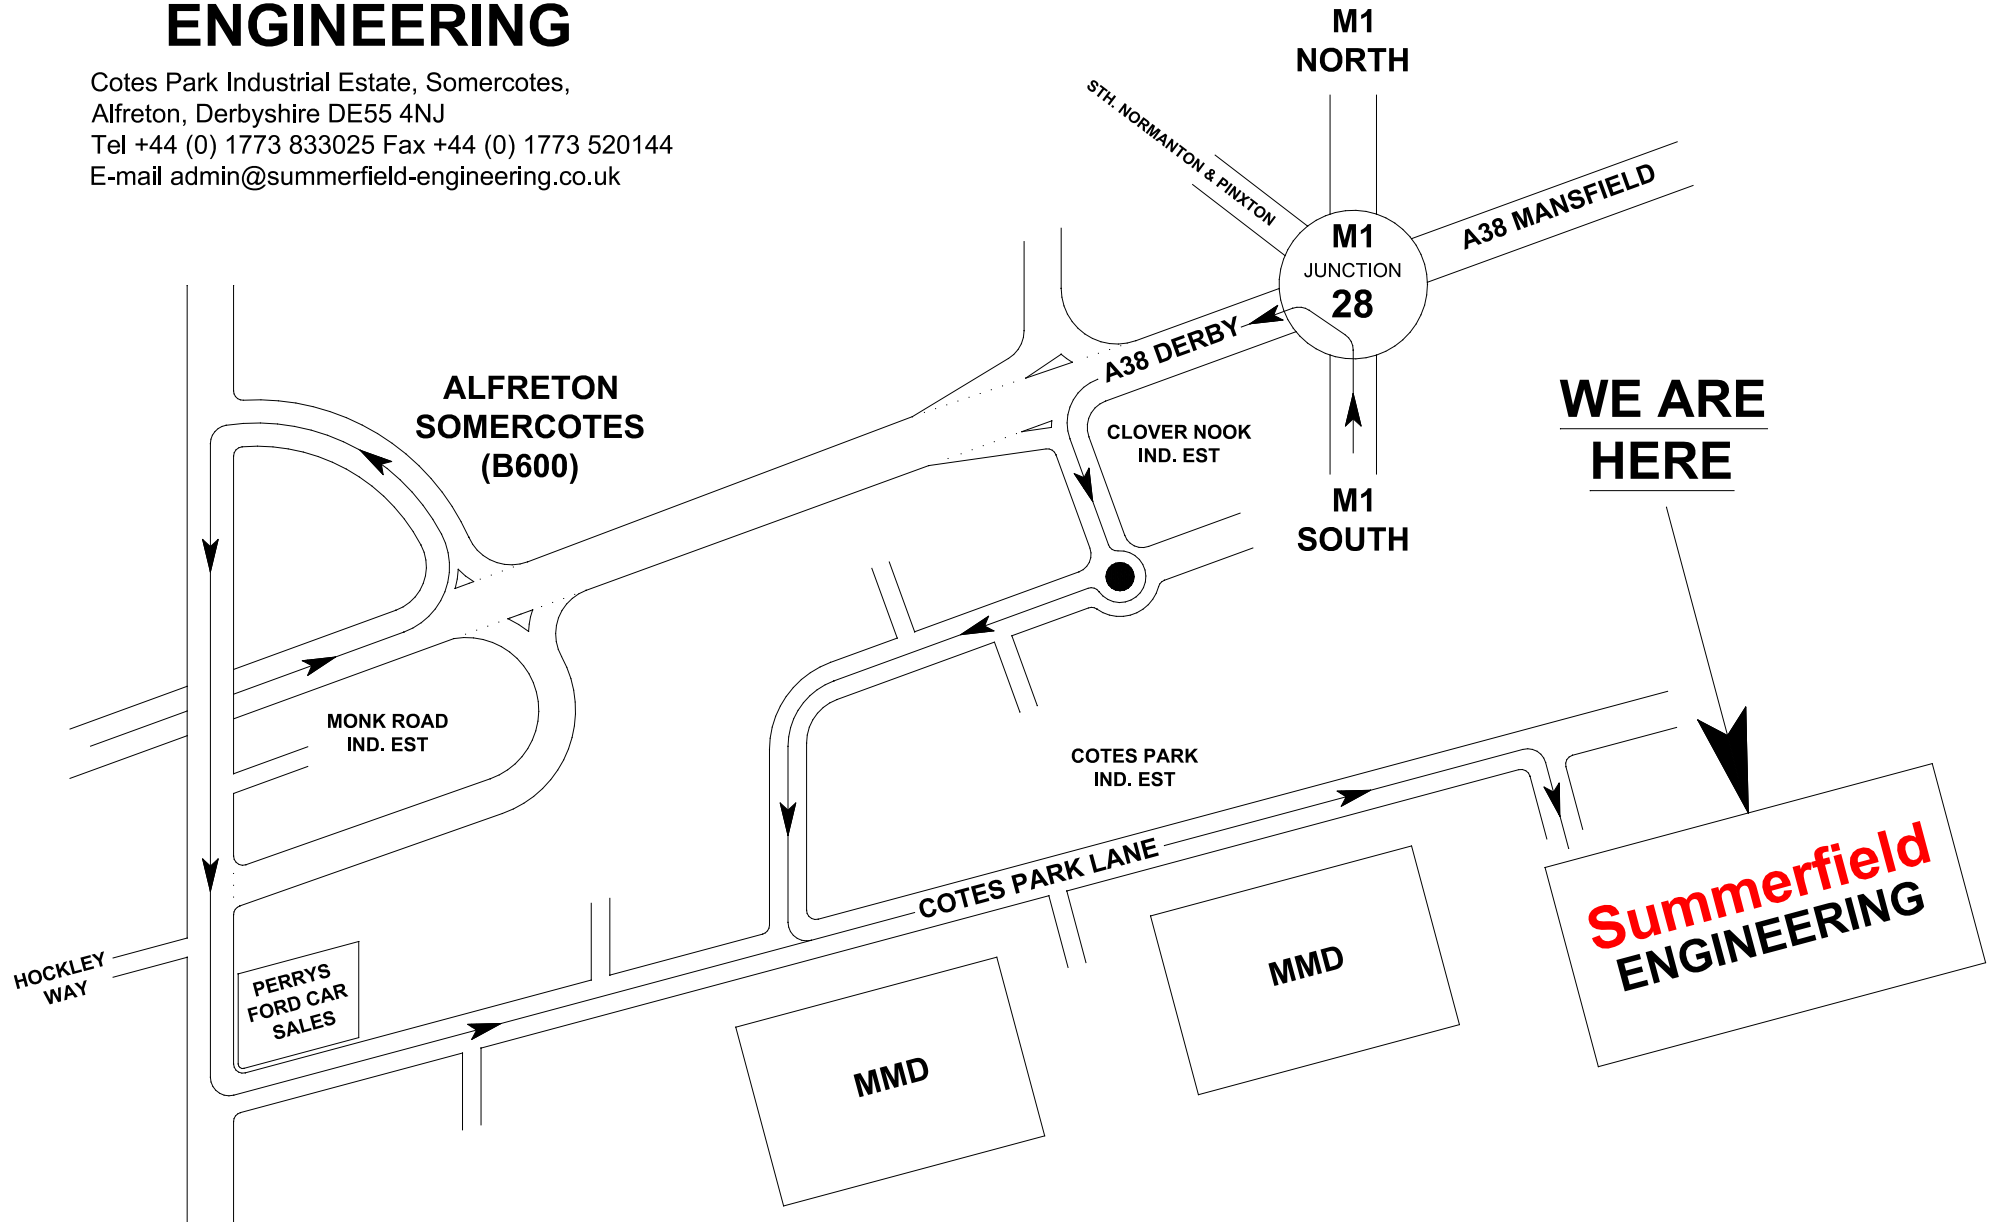 ENGINEERING
Cotes Park Industrial Estate, Somercotes,
Alfreton, Derbyshire DE55 4NJ
Tel +44 (0) 1773 833025 Fax +44 (0) 1773 520144
E-mail admin@summerfield-engineering.co.uk
M1
NORTH
STH. NORMANTON & PINXTON
A38 MANSFIELD
M1
JUNCTION
28
A38 DERBY
ALFRETON
SOMERCOTES
(B600)
CLOVER NOOK
IND. EST
M1
SOUTH
WE ARE
HERE
MONK ROAD
IND. EST
COTES PARK
IND. EST
COTES PARK LANE
HOCKLEY
WAY
PERRYS
FORD CAR
SALES
MMD
MMD
Summerfield
ENGINEERING